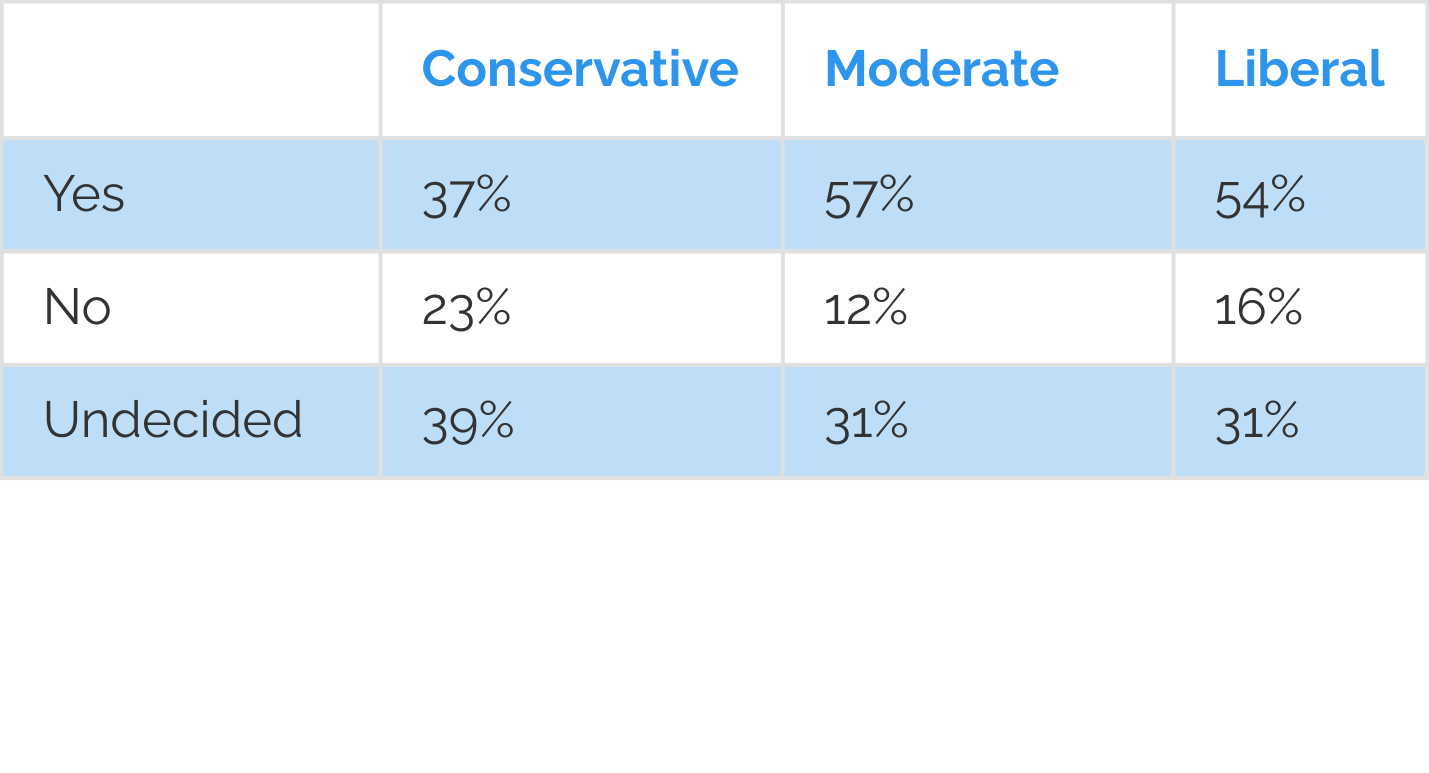 Conservative Moderate Liberal
Yes 37% 57% 54%
No 23% 12% 16%
Undecided 39% 31% 31%